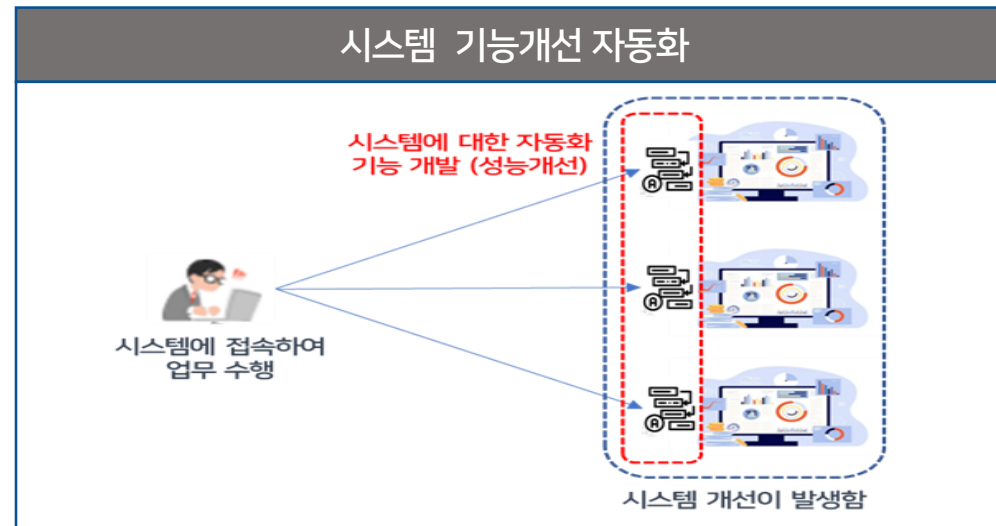 시스템 기능개선 자동화
시스템에 대한 자동화
기능 개발 (성능개선)
시스템에 접속하여
업무 수행
시스템 개선이 발생함